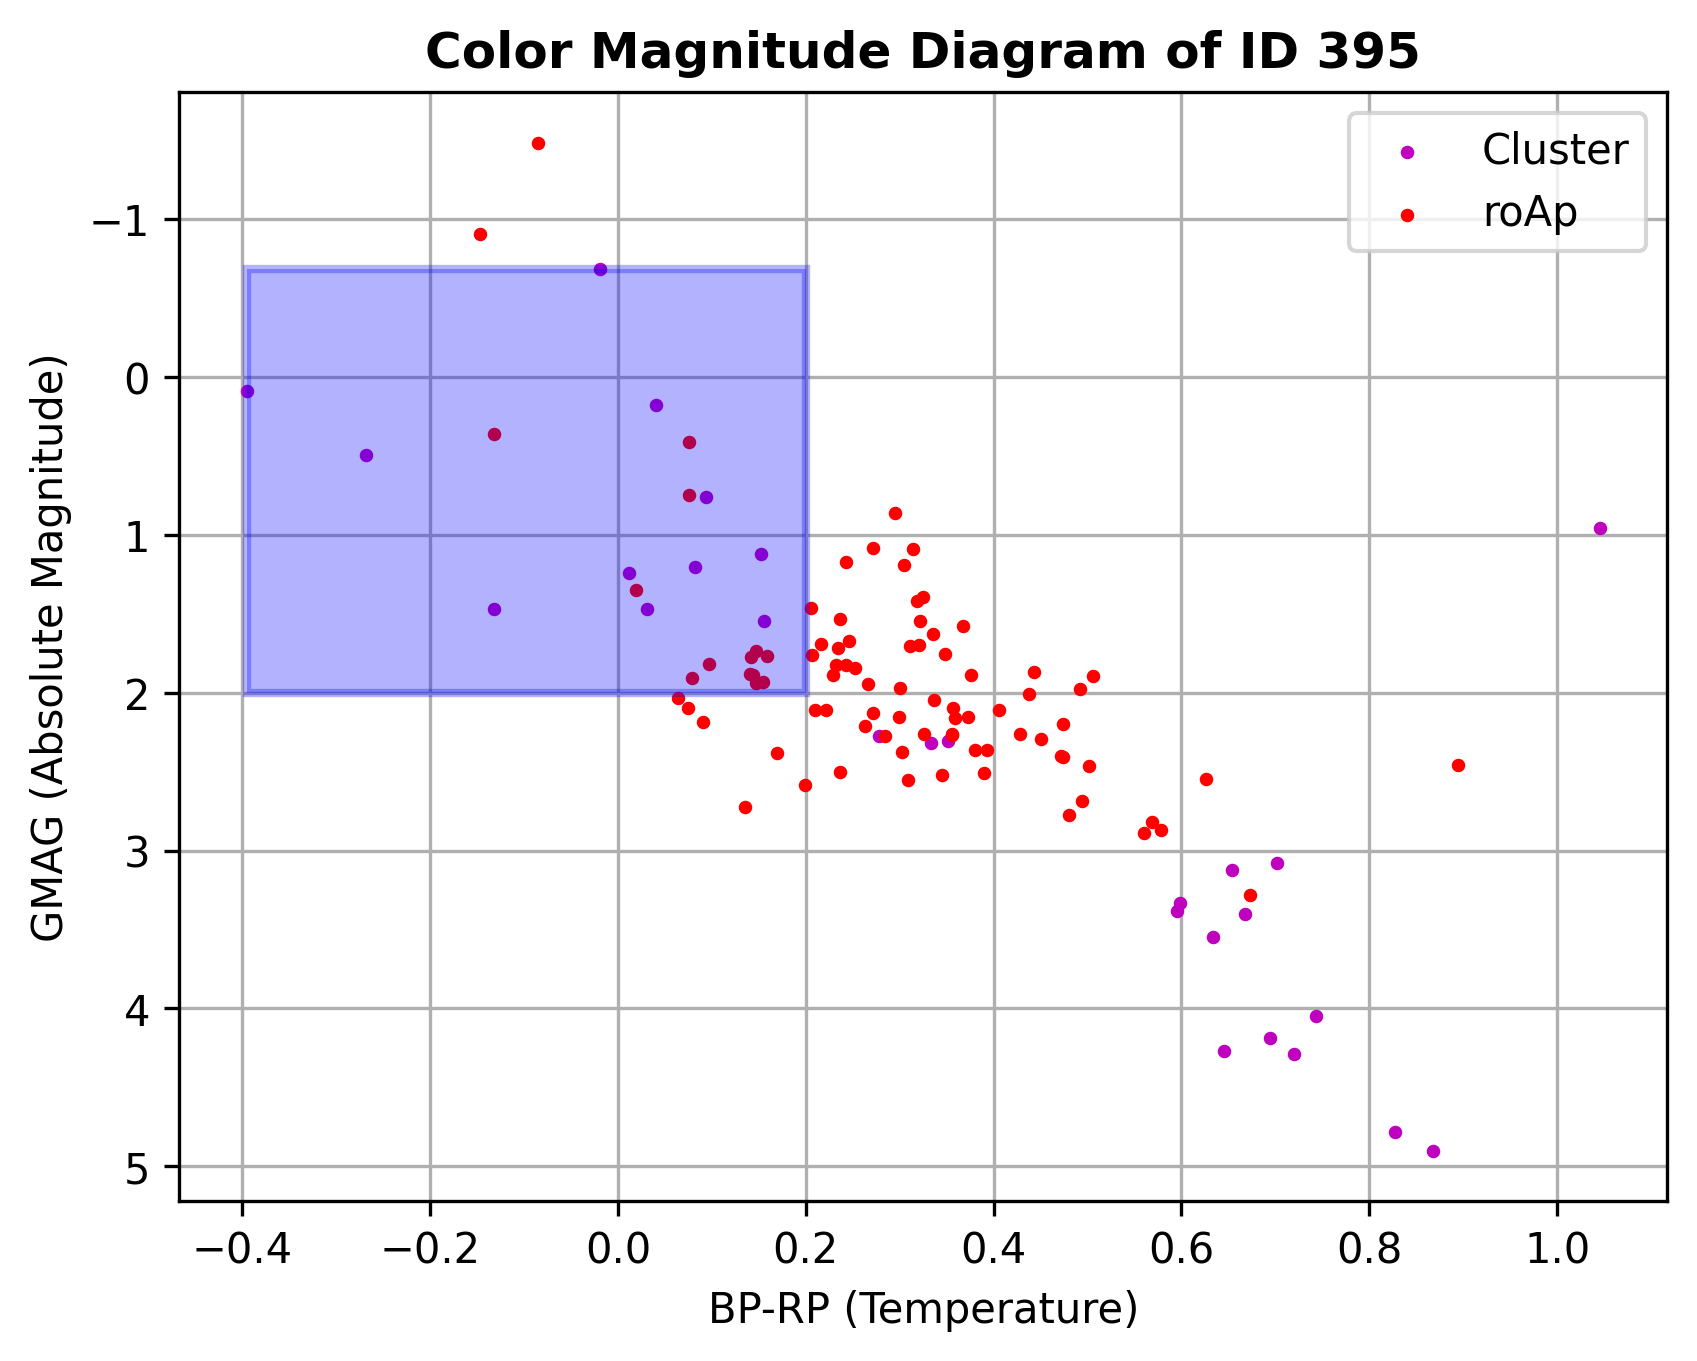 Color Magnitude Diagram of ID 395
Cluster
roAp
−1
0
1
2
3
4
5
GMAG (Absolute Magnitude)
−0.4 −0.2 0.0 0.2 0.4 0.6 0.8 1.0
BP-RP (Temperature)